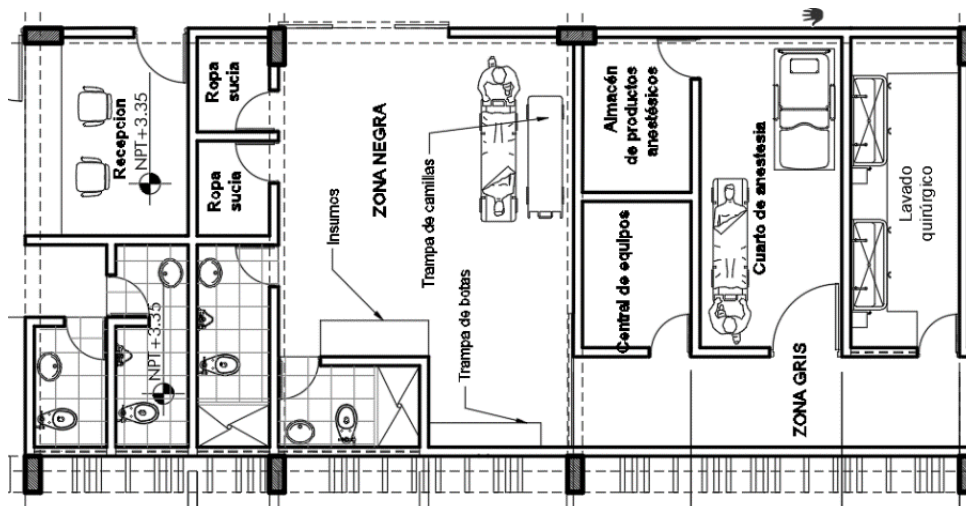 Recepcion
NPT+3.35
Ropa
sucia
Ropa
sucia
NPT+3.35
Insumos
ZONA NEGRA
Trampa de camillas
Trampa de botas
Almacén
de productos
anestésicos
Central de equipos
Cuarto de anestesia
ZONA GRIS
Lavado
quirúrgico